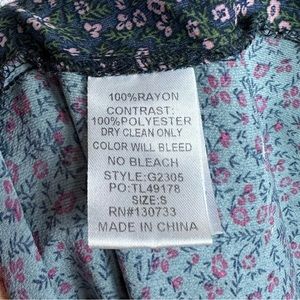 100%RAYON
CONTRAST:
100%POLYESTER
DRY CLEAN ONLY
COLOR WILL BLEED
NO BLEACH
STYLE:G2305
PO:TL49178
SIZE:S
RN#130733
MADE IN CHINA